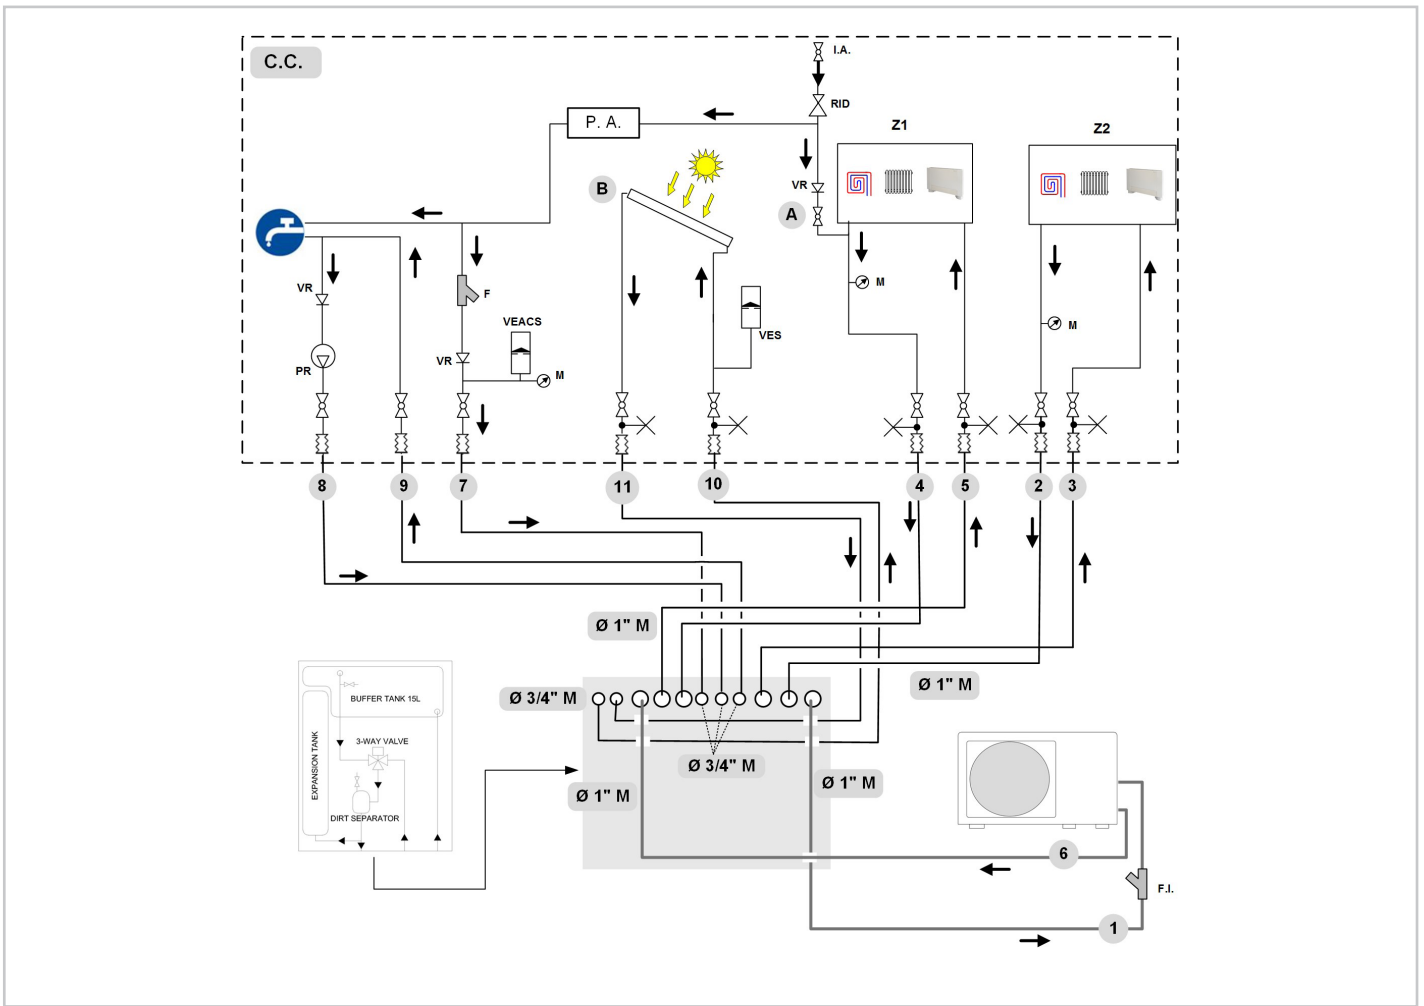 C.C.
I.A.
RID
P. A.
Z1
Z2
B
VR
A
M
F
VR
VEACS
VES
M
VR
PR
M
8
9
7
11
10
4
5
2
3
Ø 1" M
Ø 1" M
Ø 3/4" M
BUFFER TANK 15L
3-WAY VALVE
EXPANSION TANK
DIRT SEPARATOR
Ø 3/4" M
Ø 1" M
Ø 1" M
6
F.I.
1